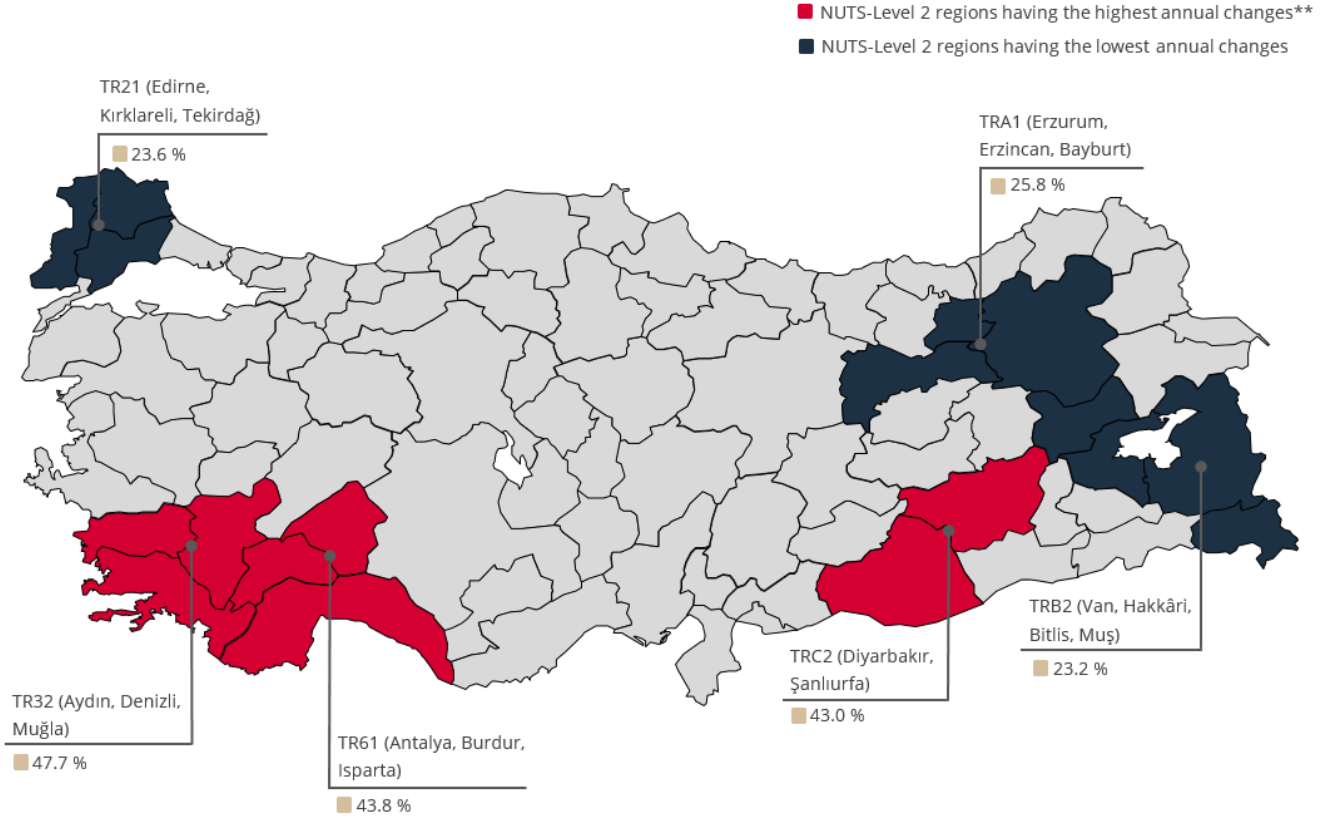 NUTS-Level 2 regions having the highest annual changes**
NUTS-Level 2 regions having the lowest annual changes
TR21 (Edirne,
Kırklareli, Tekirdağ)
23.6 %
TRA1 (Erzurum,
Erzincan, Bayburt)
25.8 %
TRB2 (Van, Hakkâri,
Bitlis, Muş)
23.2 %
TRC2 (Diyarbakır,
Şanlıurfa)
43.0 %
TR32 (Aydın, Denizli,
Muğla)
47.7 %
TR61 (Antalya, Burdur,
Isparta)
43.8 %